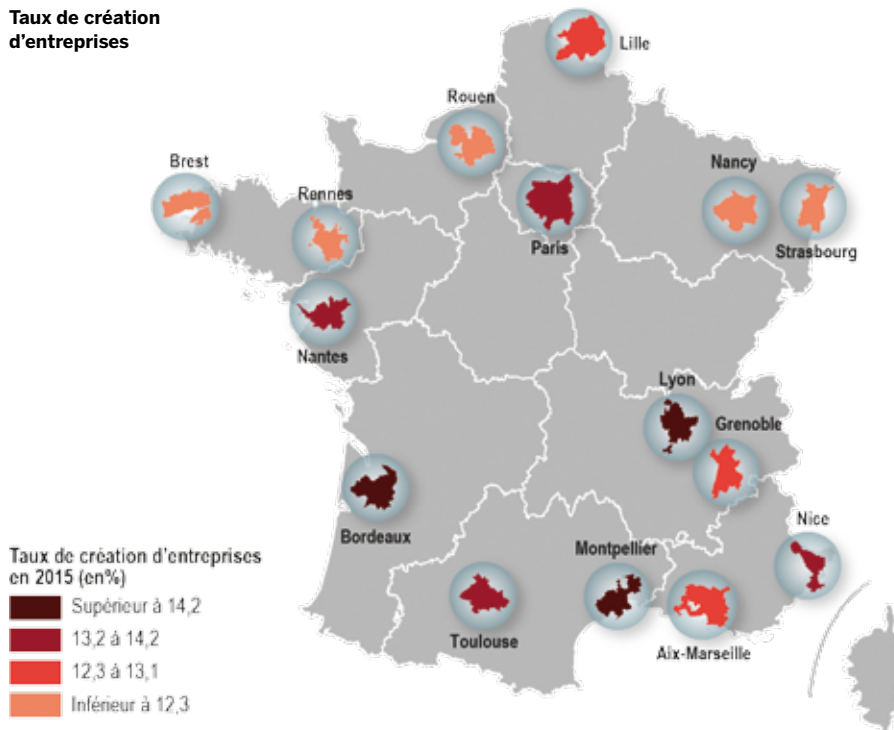 Taux de création
d'entreprises
Lille
Rouen
Brest
Nancy
Rennes
Paris
Strasbourg
Nantes
Lyon
Grenoble
Bordeaux
Nice
Montpellier
Toulouse
Aix-Marseille
Taux de création d'entreprises
en 2015 (en%)
Supérieur à 14,2
13,2 à 14,2
12,3 à 13,1
Inférieur à 12,3